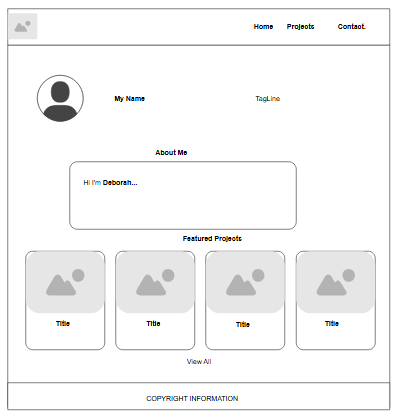 Home Projects Contact.
My Name TagLine
About Me
Hi I'm Deborah...
Featured Projects
Title Title Title Title
View All
COPYRIGHT INFORMATION